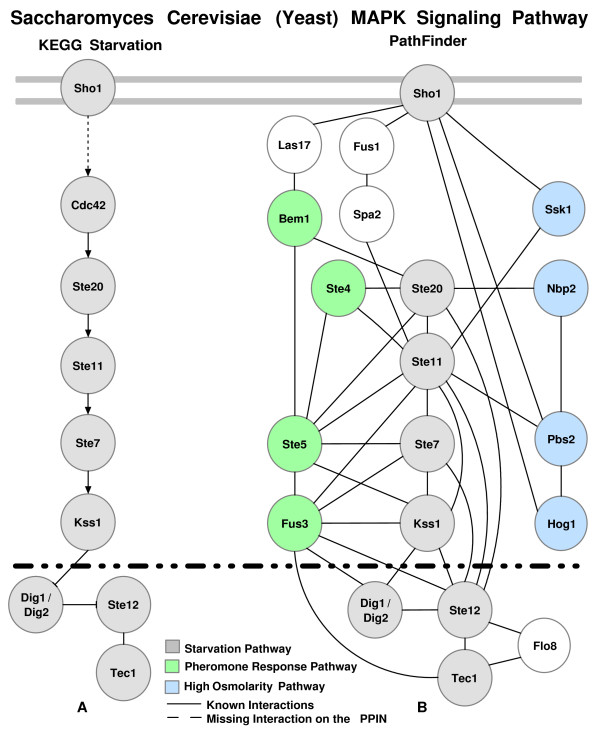 Saccharomyces Cerevisiae (Yeast) MAPK Signaling Pathway
KEGG Starvation
PathFinder
Sho1
Cdc42
Ste20
Ste11
Ste7
Kss1
Dig1 /
Dig2
Ste12
Tec1
A
Sho1
Las17
Fus1
Bem1
Spa2
Ssk1
Ste4
Ste20
Nbp2
Ste11
Ste5
Ste7
Pbs2
Fus3
Kss1
Hog1
Dig1 /
Dig2
Ste12
Flo8
Tec1
B
Starvation Pathway
Pheromone Response Pathway
High Osmolarity Pathway
Known Interactions
Missing Interaction on the PPIN